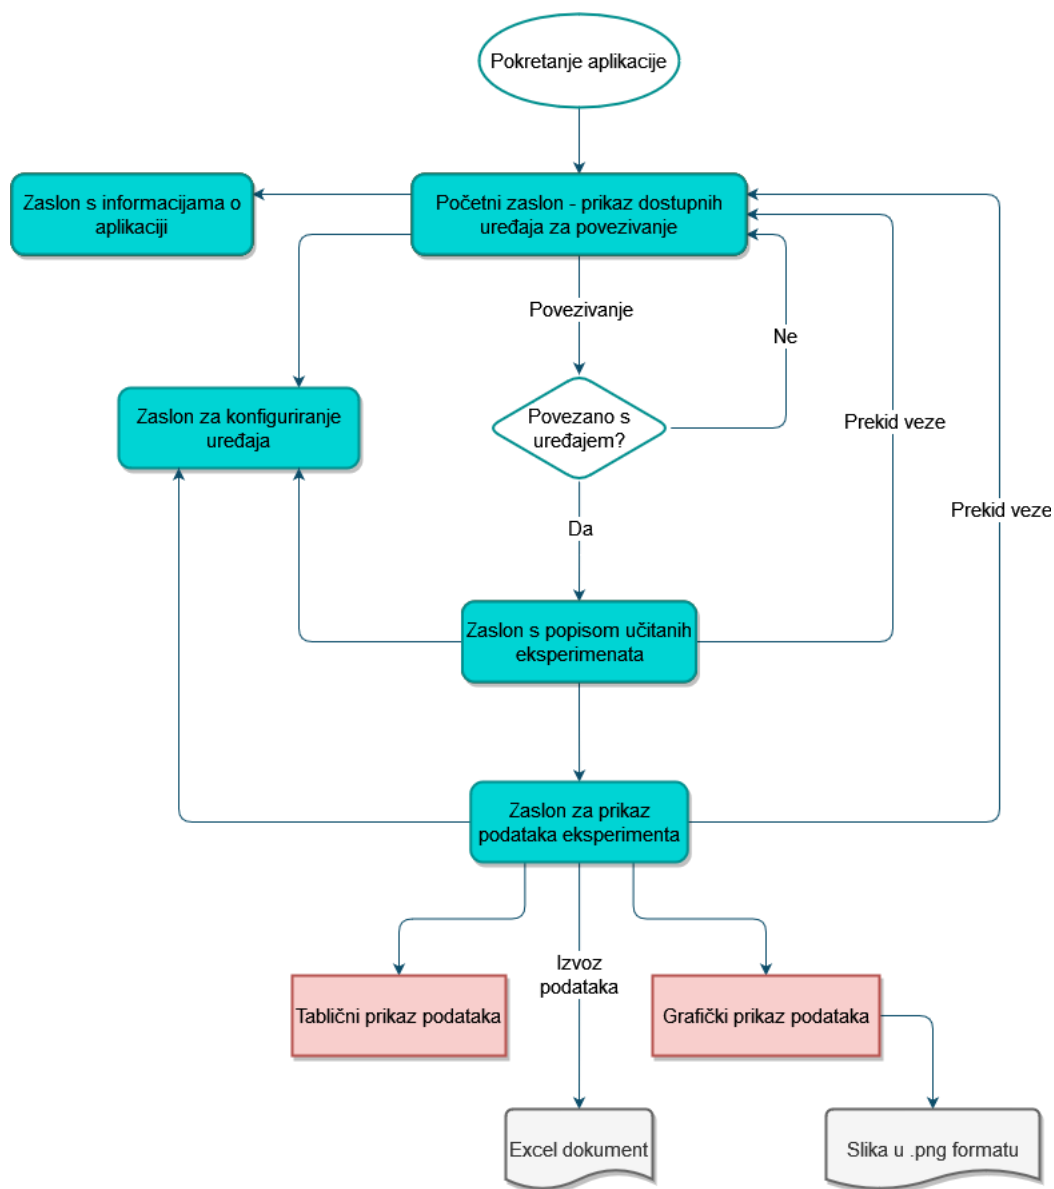 Pokretanje aplikacije
Zaslon s informacijama o
aplikaciji
Početni zaslon - prikaz dostupnih
uređaja za povezivanje
Povezivanje
Ne
Zaslon za konfiguriranje
uređaja
Povezano s
uređajem?
Prekid veze
Prekid veze
Da
Zaslon s popisom učitanih
eksperimenata
Zaslon za prikaz
podataka eksperimenta
Izvoz
podataka
Tablični prikaz podataka
Grafički prikaz podataka
Excel dokument
Slika u .png formatu